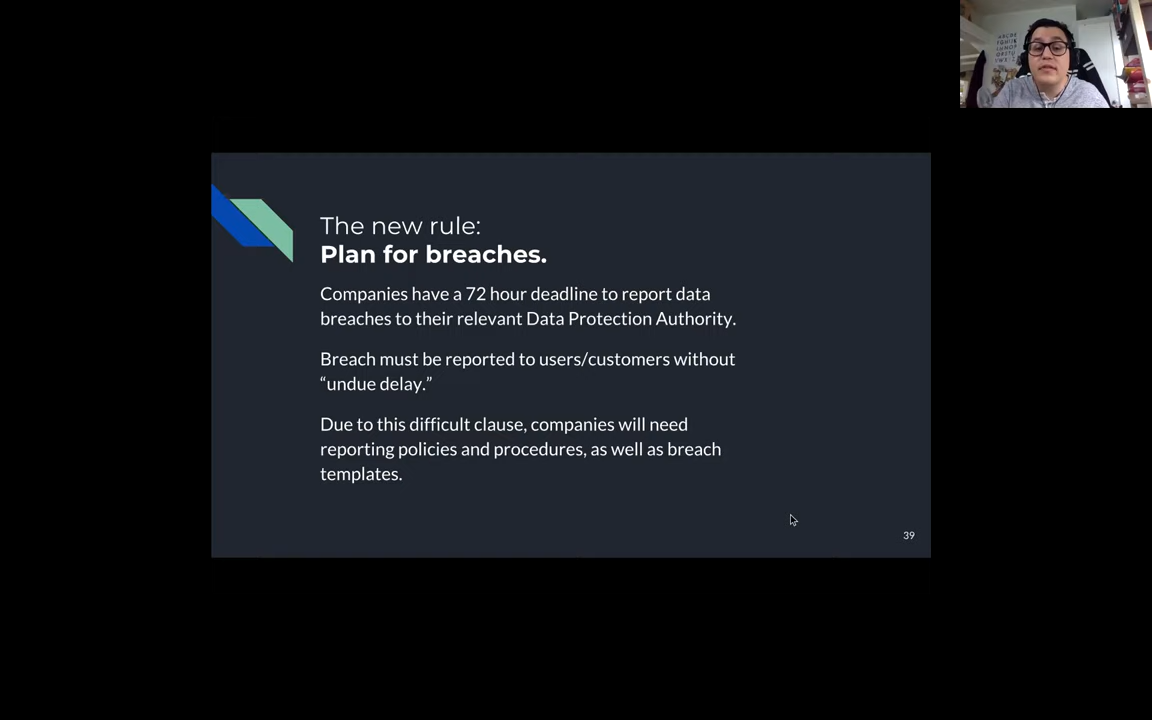 The new rule:
Plan for breaches.
Companies have a 72 hour deadline to report data
breaches to their relevant Data Protection Authority.
Breach must be reported to users/customers without
“undue delay.”
Due to this difficult clause, companies will need
reporting policies and procedures, as well as breach
templates.
39